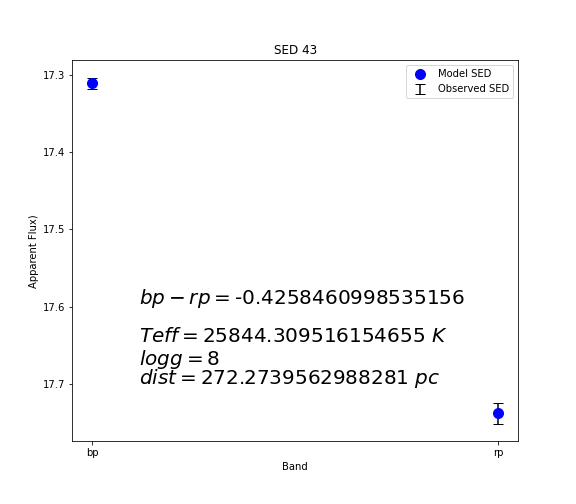 SED 43
Model SED
Observed SED
17.3
17.4
17.5
17.6
17.7
Apparent Flux)
bp − rp = -0.4258460998535156
Teff = 25844.309516154655 K
logg = 8
dist = 272.2739562988281 pc
bp
rp
Band